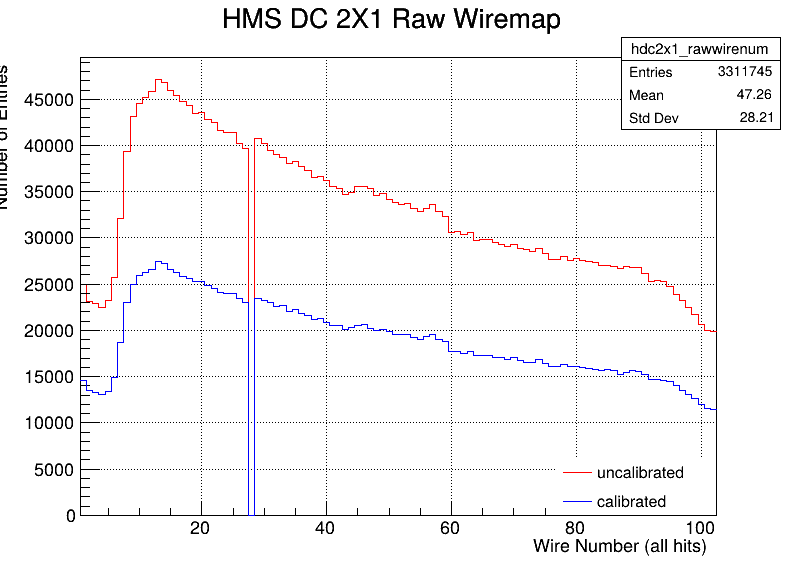 HMS DC 2X1 Raw Wiremap
hdc2x1_rawwirenum
Entries 3311745
Mean 47.26
Std Dev 28.21
Number of Entries
45000
40000
35000
30000
25000
20000
15000
10000
5000
0
20 40 60 80 100
Wire Number (all hits)
uncalibrated
calibrated